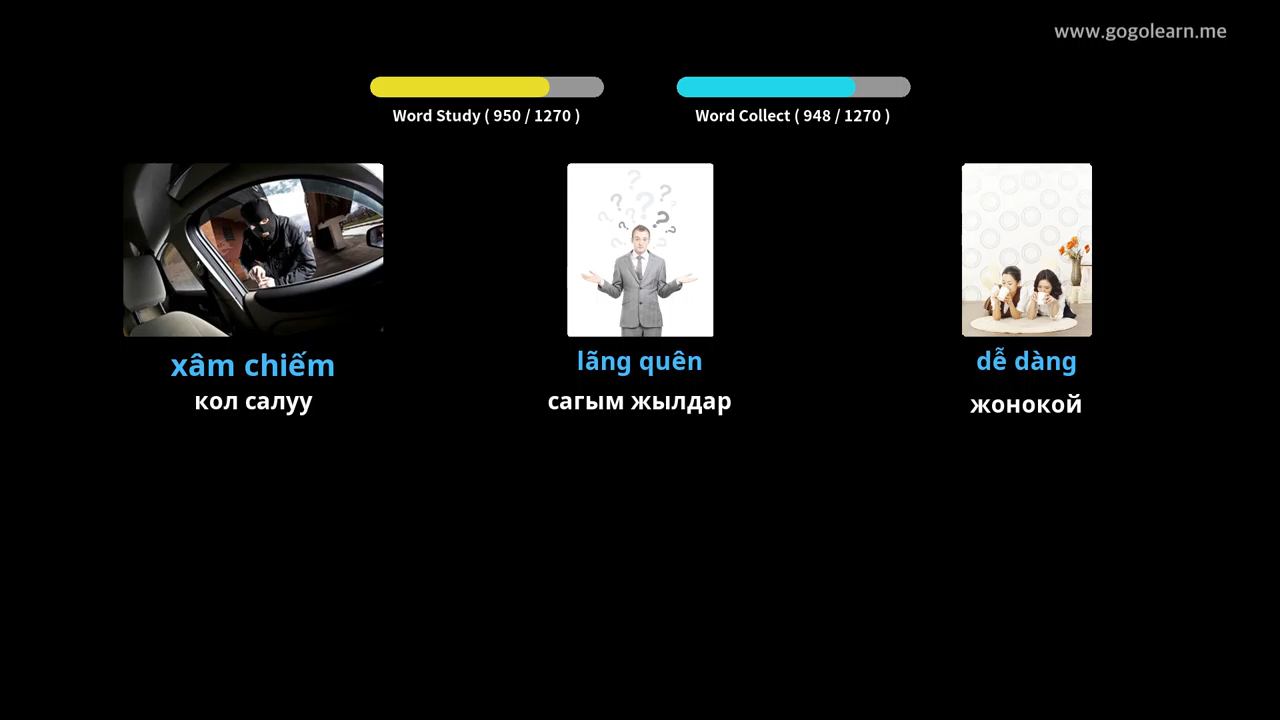 www.gogolearn.me
Word Study ( 950 / 1270 )
Word Collect ( 948 / 1270 )
xâm chiếm
кол салуу
lãng quên
сагым жылдар
dễ dàng
жонокой